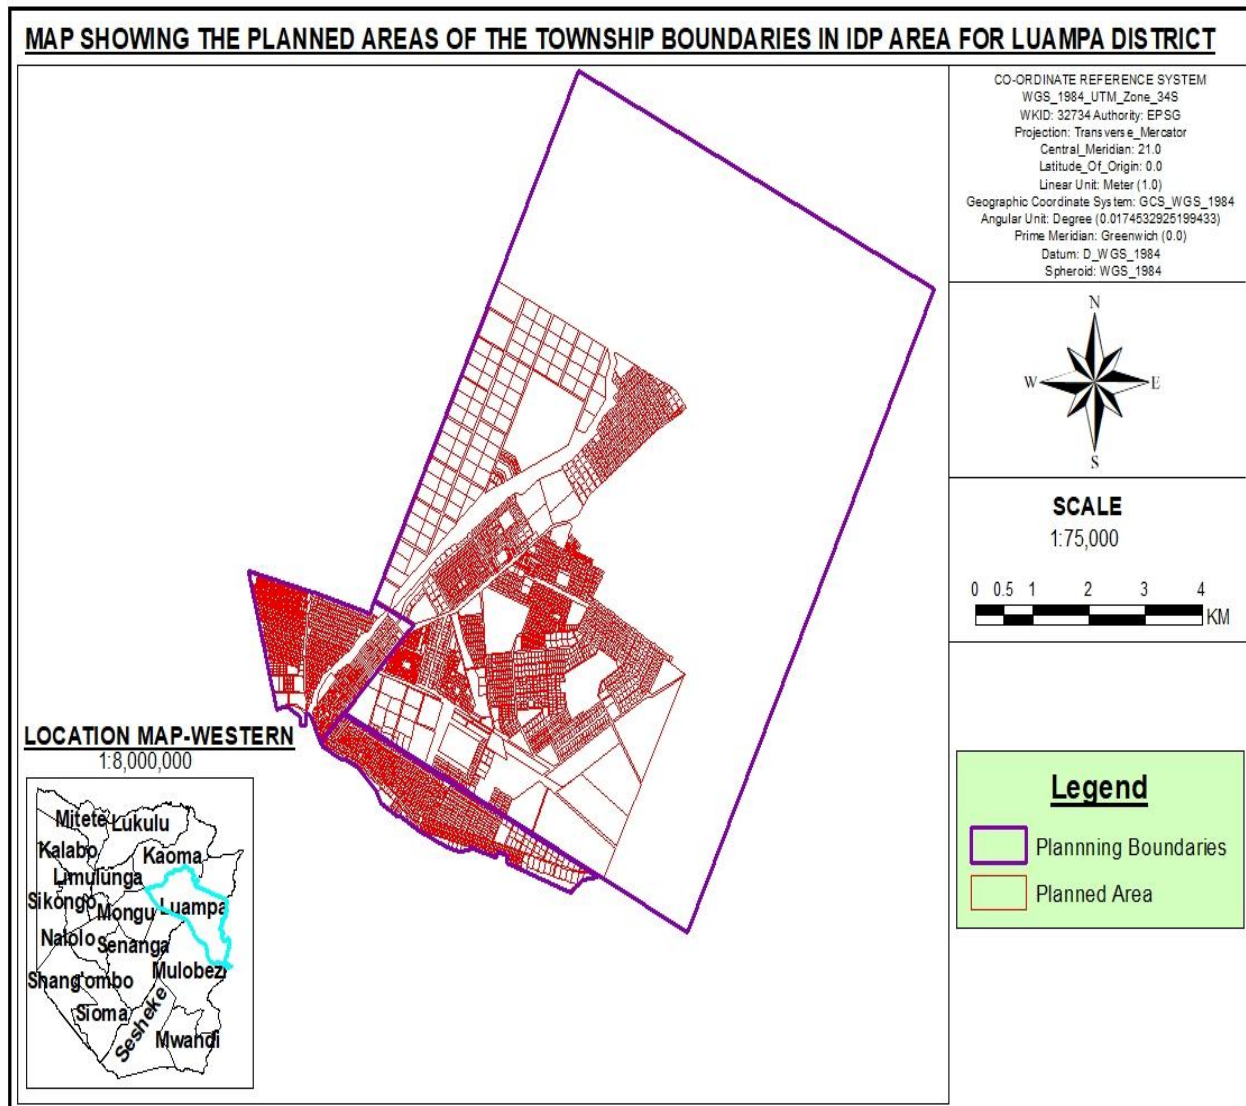 MAP SHOWING THE PLANNED AREAS OF THE TOWNSHIP BOUNDARIES IN IDP AREA FOR LUAMPA DISTRICT
CO-ORDINATE REFERENCE SYSTEM
WGS_1984_UTM_Zone_34S
WKID: 32734 Authority: EPSG
Projection: Transverse_Mercator
Central_Meridian: 21.0
Latitude_Of_Origin: 0.0
Linear Unit: Meter (1.0)
Geographic Coordinate System: GCS_WGS_1984
Angular Unit: Degree (0.0174532925199433)
Prime Meridian: Greenwich (0.0)
Datum: D_WGS_1984
Spheroid: WGS_1984
N
W E
S
SCALE
1:75,000
0 0.5 1 2 3 4
KM
Legend
Plannning Boundaries
Planned Area
LOCATION MAP-WESTERN
1:8,000,000
Mitete Lukulu
Kalabo Kaoma
Limulunga
Sikongo Mongu Luampa
Nalolo Senanga
Shang'ombo Mulobezi
Sioma Sesheke
Mwandi